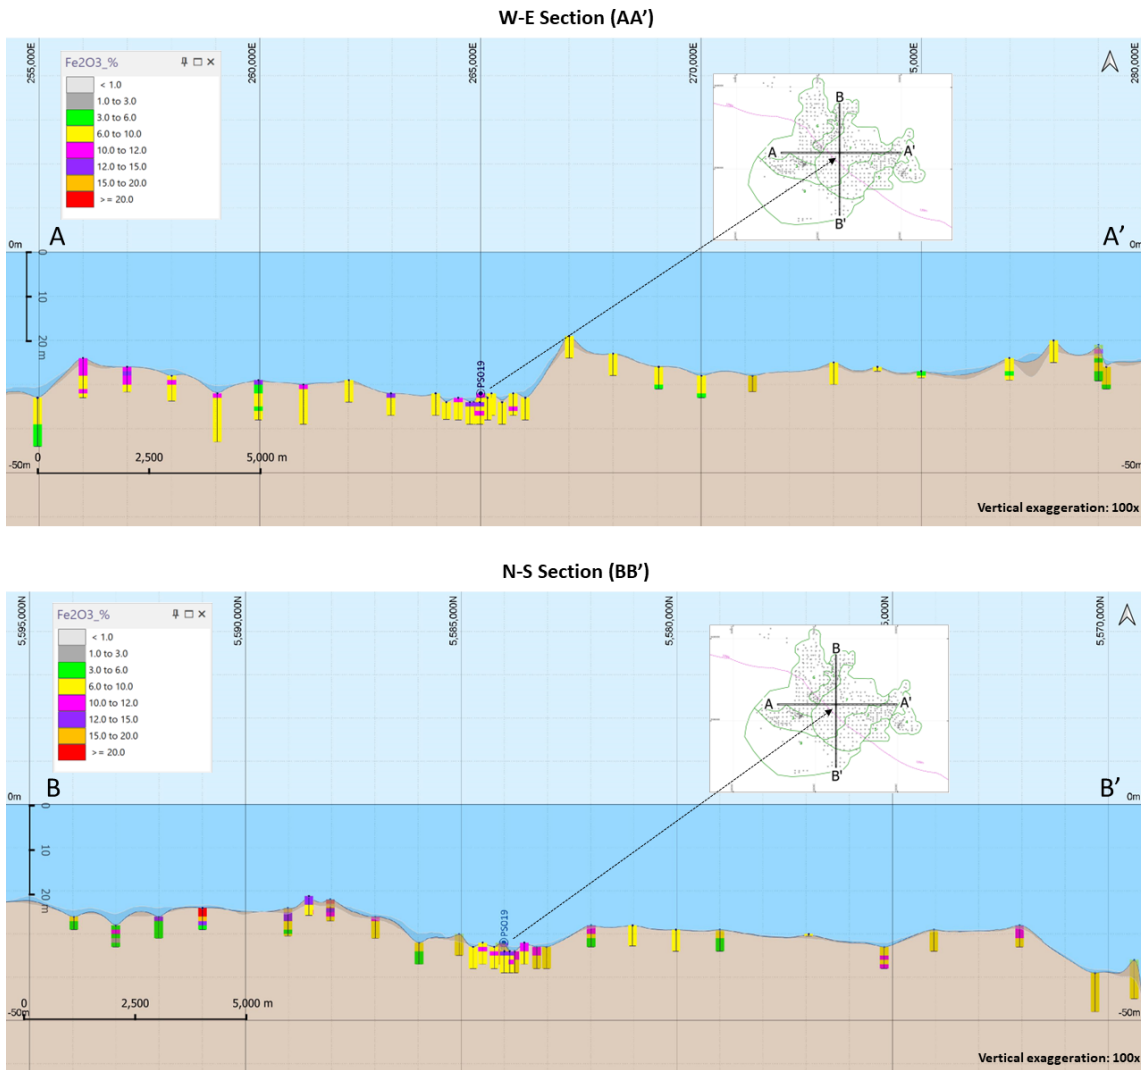 W-E Section (AA')
Fe2O3_%
< 1.0
1.0 to 3.0
3.0 to 6.0
6.0 to 10.0
10.0 to 12.0
12.0 to 15.0
15.0 to 20.0
>= 20.0
255,000E
260,000E
265,000E
270,000E
5,000E
280,000E
B
A
A'
B'
A
A'
0m
0
0m
10
20 m
PS019
-50m
-50m
0
2,500
5,000 m
Vertical exaggeration: 100x
N-S Section (BB')
Fe2O3_%
< 1.0
1.0 to 3.0
3.0 to 6.0
6.0 to 10.0
10.0 to 12.0
12.0 to 15.0
15.0 to 20.0
>= 20.0
5,595,000N
5,590,000N
5,585,000N
5,580,000N
5,000N
5,570,000N
B
A
A'
B'
B
B'
0m
0
0m
10
20 m
PS019
-50m
-50m
0
2,500
5,000 m
Vertical exaggeration: 100x